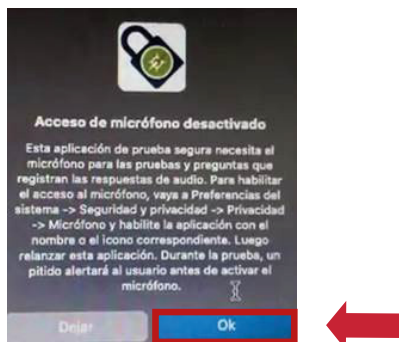 Acceso de micrófono desactivado
Esta aplicación de prueba segura necesita el
micrófono para las pruebas y preguntas que
registran las respuestas de audio. Para habilitar
el acceso al micrófono, vaya a Preferencias del
sistema -> Seguridad y privacidad -> Privacidad
-> Micrófono y habilite la aplicación con el
nombre o el icono correspondiente. Luego
relanzar esta aplicación. Durante la prueba, un
pitido alertará al usuario antes de activar el
micrófono.
Dejar
Ok